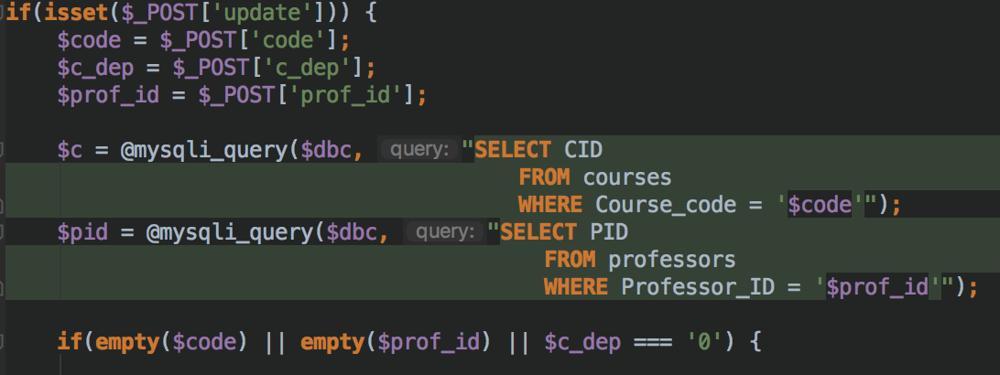 if(isset($_POST['update'])) {
$code = $_POST['code'];
$c_dep = $_POST['c_dep'];
$prof_id = $_POST['prof_id'];
$c = @mysqli_query($dbc, query: "SELECT CID
FROM courses
WHERE Course_code = '$code'");
$pid = @mysqli_query($dbc, query: "SELECT PID
FROM professors
WHERE Professor_ID = '$prof_id'");
if(empty($code) || empty($prof_id) || $c_dep === '0') {